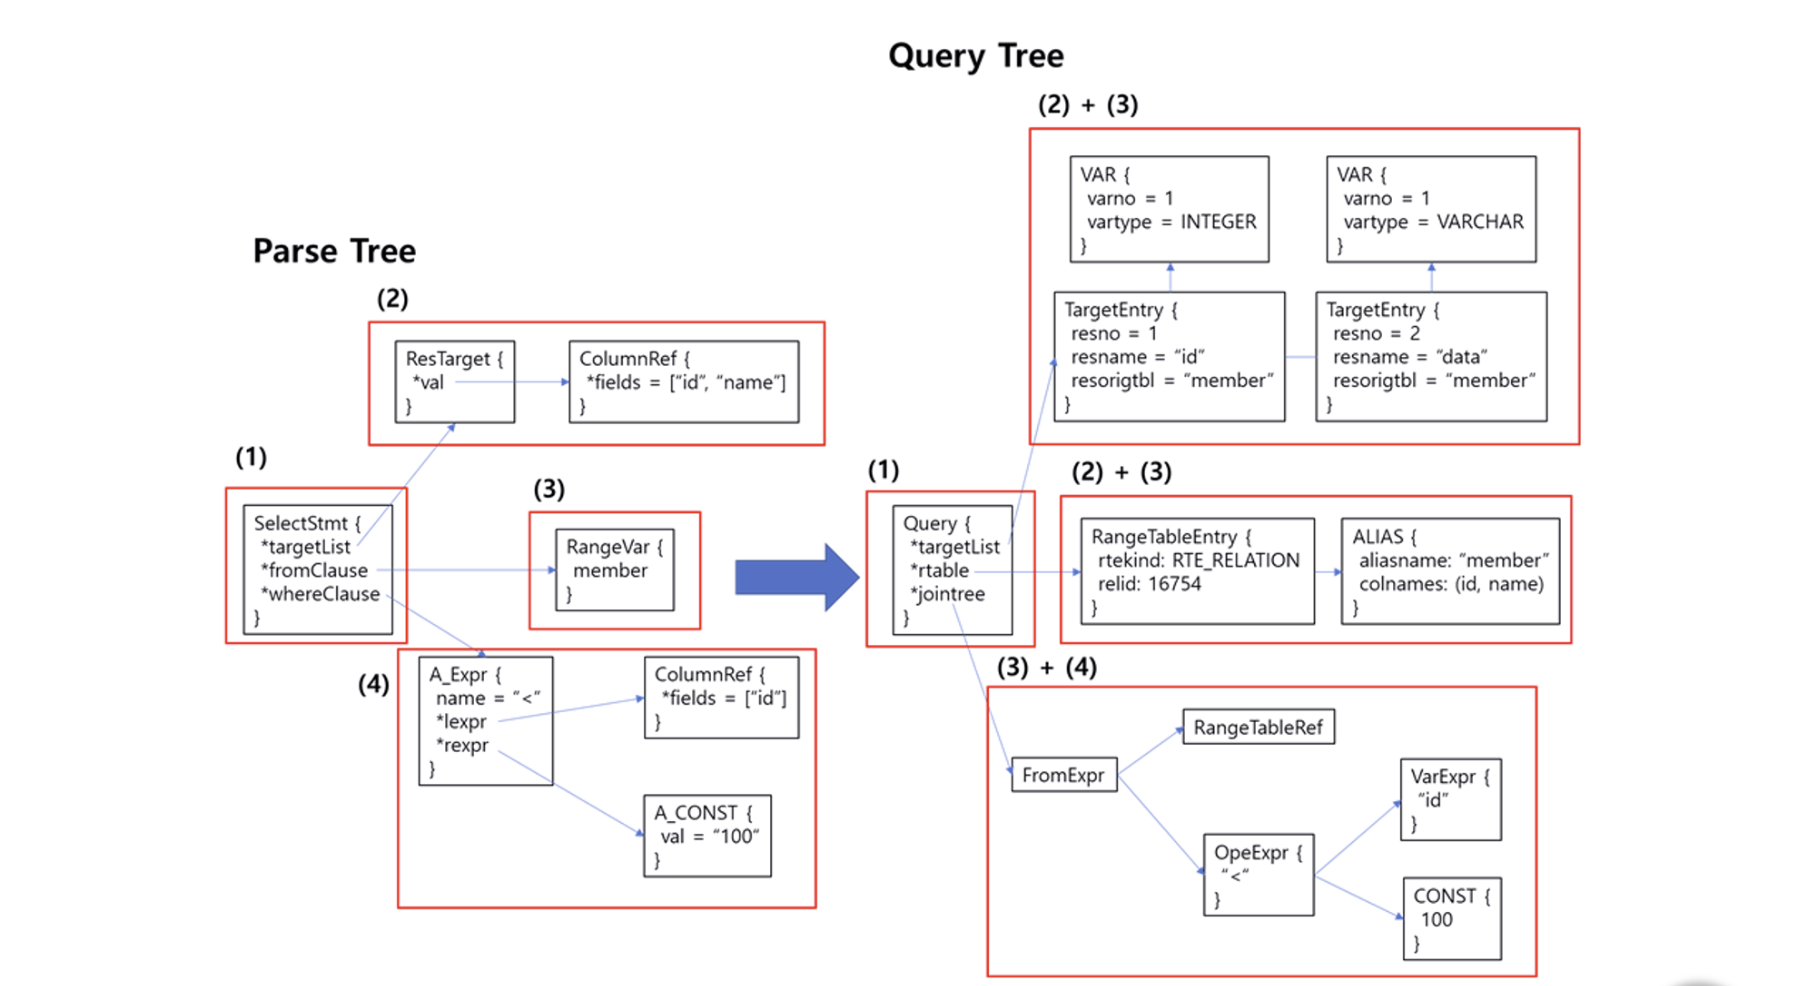 Query Tree
(2) + (3)
VAR {
varno = 1
vartype = INTEGER
}
VAR {
varno = 1
vartype = VARCHAR
}
TargetEntry {
resno = 1
resname = “id”
resorigtbl = “member”
}
TargetEntry {
resno = 2
resname = “data”
resorigtbl = “member”
}
Parse Tree
(2)
ResTarget {
*val
}
ColumnRef {
*fields = [“id”, “name”]
}
(1)
SelectStmt {
*targetList
*fromClause
*whereClause
}
(3)
RangeVar {
member
}
(4)
A_Expr {
name = “<“
*lexpr
*rexpr
}
ColumnRef {
*fields = [“id”]
}
A_CONST {
val = “100“
}
(1)
Query {
*targetList
*rtable
*jointree
}
(2) + (3)
RangeTableEntry {
rtekind: RTE_RELATION
relid: 16754
}
ALIAS {
aliasname: “member”
colnames: (id, name)
}
(3) + (4)
FromExpr
RangeTableRef
OpeExpr {
“<“
}
VarExpr {
“id”
}
CONST {
100
}